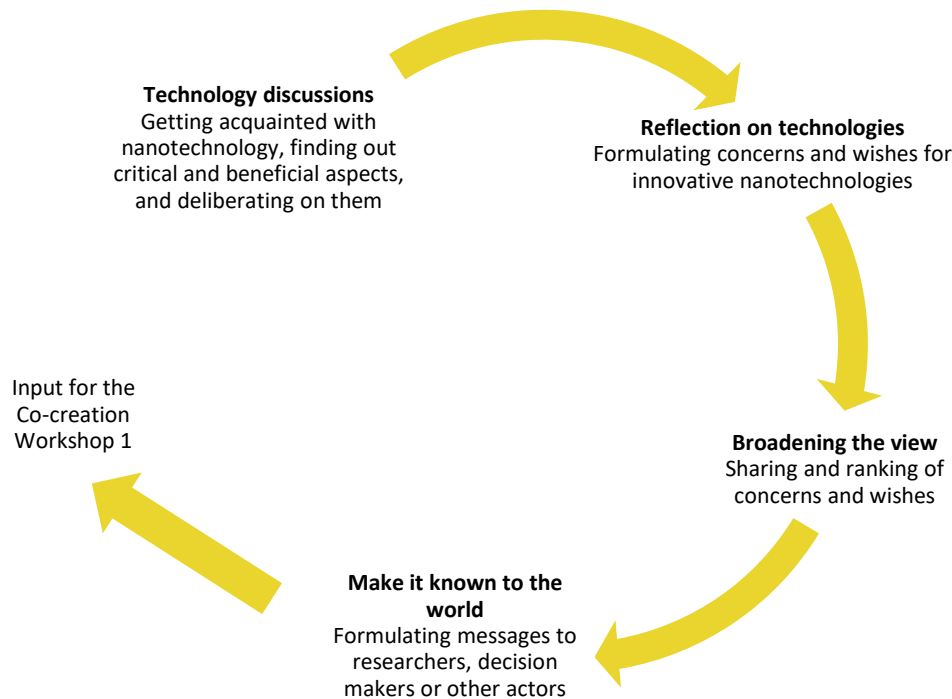 Technology discussions
Getting acquainted with
nanotechnology, finding out
critical and beneficial aspects,
and deliberating on them
Reflection on technologies
Formulating concerns and wishes for
innovative nanotechnologies
Broadening the view
Sharing and ranking of
concerns and wishes
Make it known to the
world
Formulating messages to
researchers, decision
makers or other actors
Input for the
Co-creation
Workshop 1